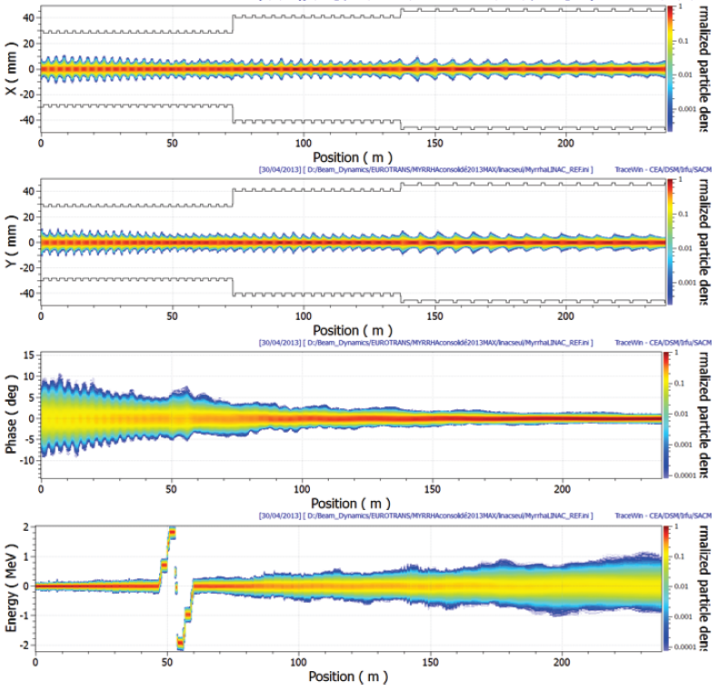 X ( mm )
40
20
0
-20
-40
0 50 100 150 200
Position ( m )
1
0.1
0.01
0.001
rmalized particle dens
[30/04/2013] [ D:/Beam_Dynamics/EUROTRANS/MYRRHAconsolidé2013MAX/linacseul/MyrrhaLINAC_REF.ini ] TraceWin - CEA/DSM/Irfu/SACM
Y ( mm )
40
20
0
-20
-40
0 50 100 150 200
Position ( m )
1
0.1
0.01
0.001
rmalized particle dens
[30/04/2013] [ D:/Beam_Dynamics/EUROTRANS/MYRRHAconsolidé2013MAX/linacseul/MyrrhaLINAC_REF.ini ] TraceWin - CEA/DSM/Irfu/SACM
Phase ( deg )
15
10
5
0
-5
-10
0 50 100 150 200
Position ( m )
1
0.1
0.01
0.001
0.0001
rmalized particle dens
[30/04/2013] [ D:/Beam_Dynamics/EUROTRANS/MYRRHAconsolidé2013MAX/linacseul/MyrrhaLINAC_REF.ini ] TraceWin - CEA/DSM/Irfu/SACM
Energy ( MeV )
2
1
0
-1
-2
0 50 100 150 200
Position ( m )
1
0.1
0.01
0.001
0.0001
rmalized particle dens